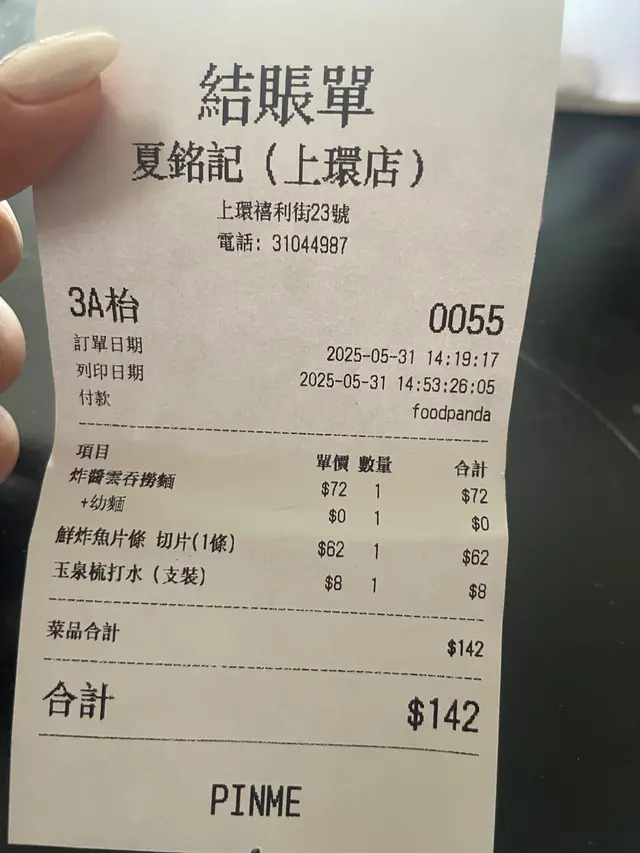 結賬單
夏銘記（上環店）
上環禧利街23號
電話: 31044987
3A枱 0055
訂單日期 2025-05-31 14:19:17
列印日期 2025-05-31 14:53:26:05
付款 foodpanda
項目 單價 數量 合計
炸醬雲吞撈麵 $72 1 $72
+幼麵 $0 1 $0
鮮炸魚片條 切片(1條) $62 1 $62
玉泉梳打水（支裝） $8 1 $8
菜品合計 $142
合計 $142
PINME